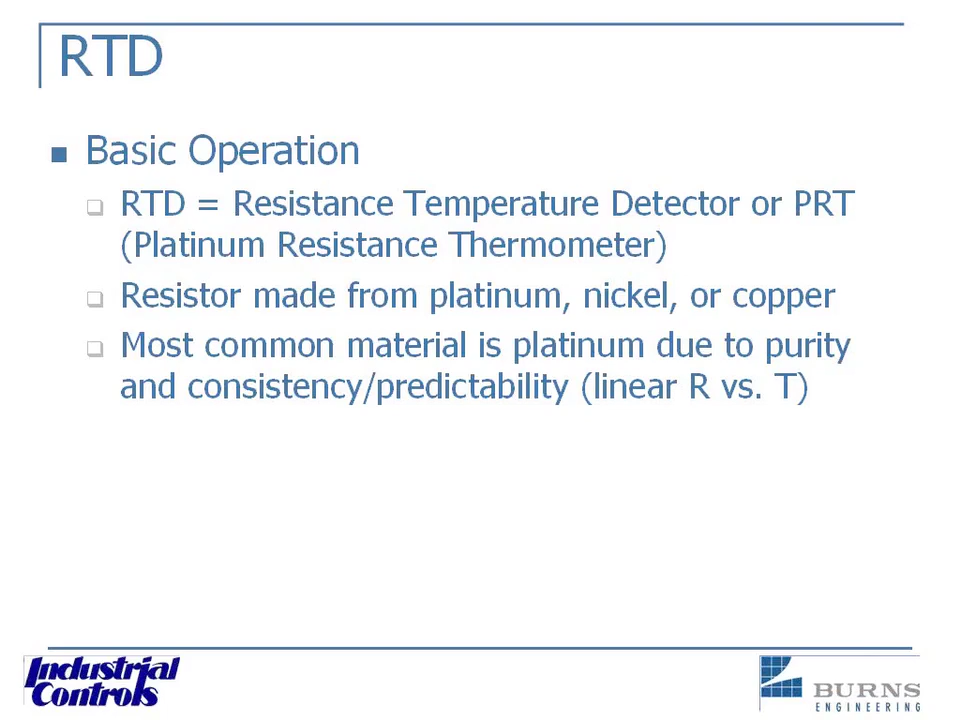 RTD
Basic Operation
RTD = Resistance Temperature Detector or PRT
(Platinum Resistance Thermometer)
Resistor made from platinum, nickel, or copper
Most common material is platinum due to purity
and consistency/predictability (linear R vs. T)
Industrial
Controls
BURNS
ENGINEERING